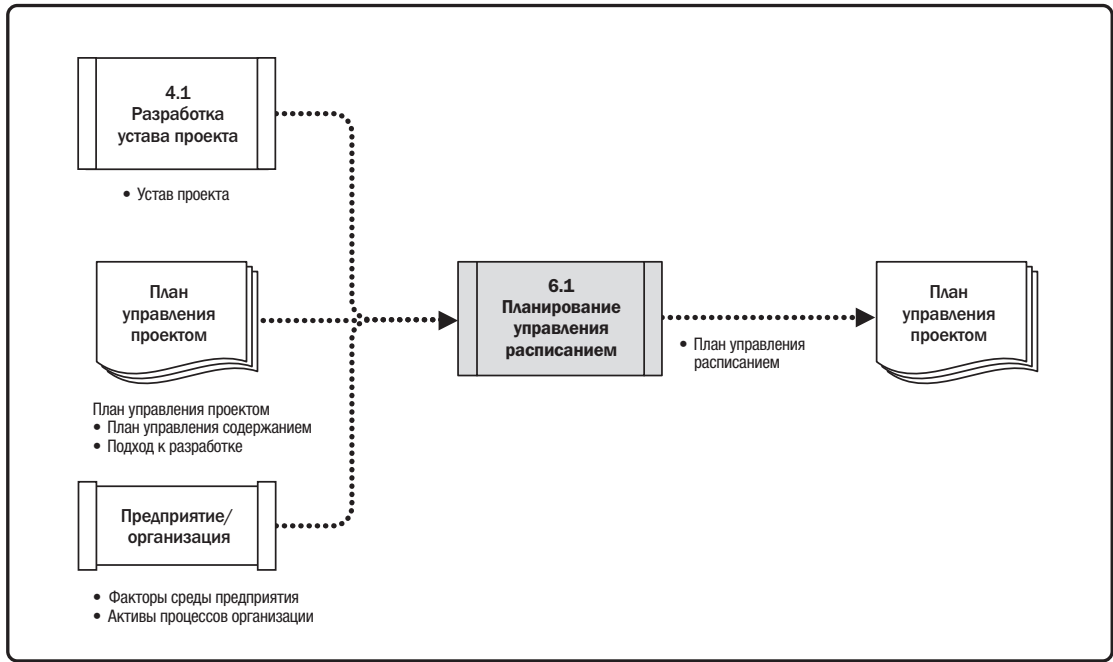 4.1
Разработка
устава проекта
• Устав проекта
План
управления
проектом
План управления проектом
• План управления содержанием
• Подход к разработке
Предприятие/
организация
• Факторы среды предприятия
• Активы процессов организации
6.1
Планирование
управления
расписанием
• План управления
расписанием
План
управления
проектом